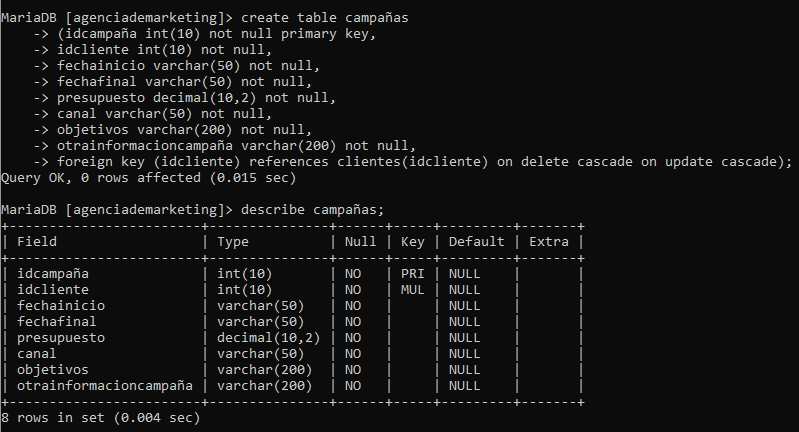 MariaDB [agenciademarketing]> create table campañas
    -> (idcampaña int(10) not null primary key,
    -> idcliente int(10) not null,
    -> fechainicio varchar(50) not null,
    -> fechafinal varchar(50) not null,
    -> presupuesto decimal(10,2) not null,
    -> canal varchar(50) not null,
    -> objetivos varchar(200) not null,
    -> otrainformacioncampaña varchar(200) not null,
    -> foreign key (idcliente) references clientes(idcliente) on delete cascade on update cascade);
Query OK, 0 rows affected (0.015 sec)

MariaDB [agenciademarketing]> describe campañas;
+------------------------+---------------+------+-----+---------+-------+
| Field                  | Type          | Null | Key | Default | Extra |
+------------------------+---------------+------+-----+---------+-------+
| idcampaña              | int(10)       | NO   | PRI | NULL    |       |
| idcliente              | int(10)       | NO   | MUL | NULL    |       |
| fechainicio            | varchar(50)   | NO   |     | NULL    |       |
| fechafinal             | varchar(50)   | NO   |     | NULL    |       |
| presupuesto            | decimal(10,2) | NO   |     | NULL    |       |
| canal                  | varchar(50)   | NO   |     | NULL    |       |
| objetivos              | varchar(200)  | NO   |     | NULL    |       |
| otrainformacioncampaña | varchar(200)  | NO   |     | NULL    |       |
+------------------------+---------------+------+-----+---------+-------+
8 rows in set (0.004 sec)